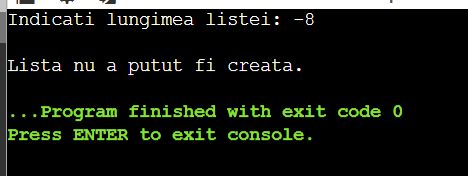 Indicati lungimea listei: -8
Lista nu a putut fi creata.
...Program finished with exit code 0
Press ENTER to exit console.